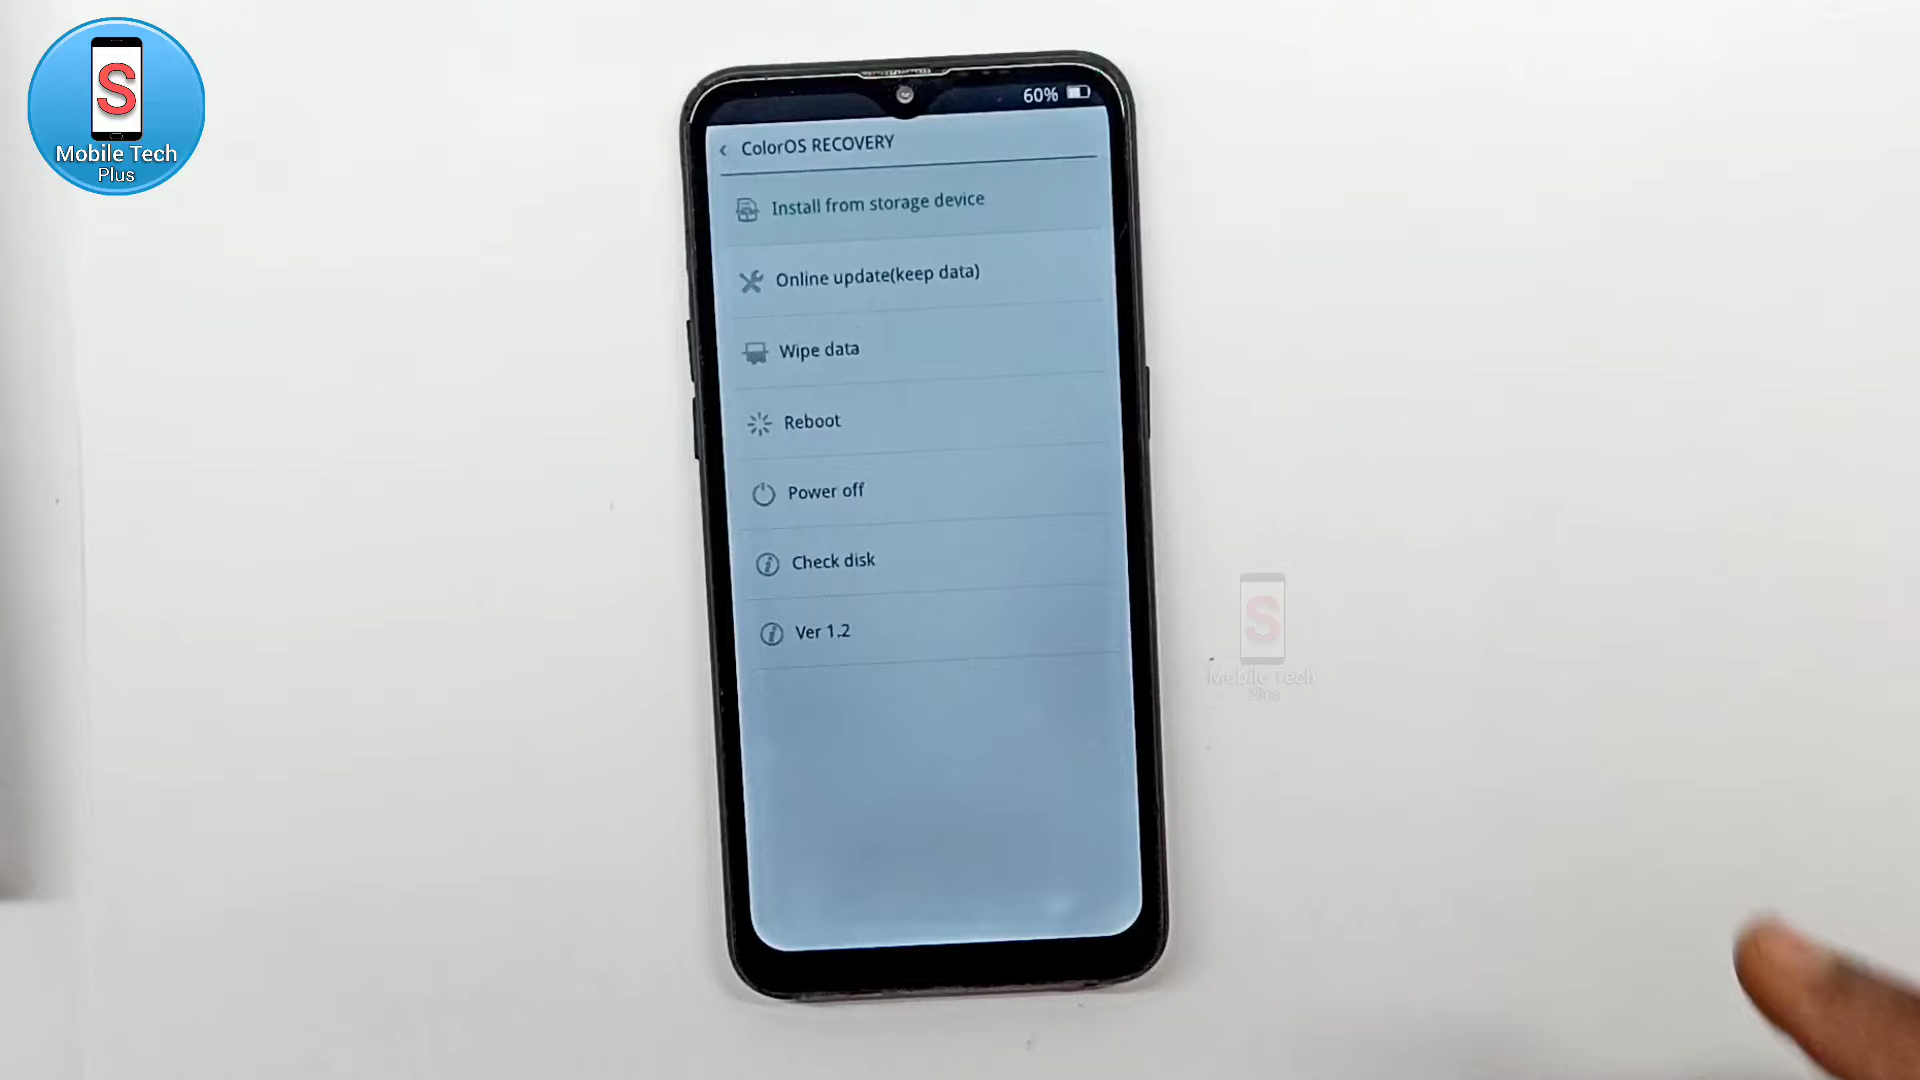 S
Mobile Tech
Plus
60%
ColorOS RECOVERY
Install from storage device
Online update(keep data)
Wipe data
Reboot
Power off
Check disk
Ver 1.2
S
Mobile Tech
Plus